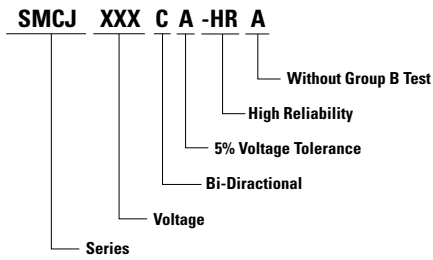 SMCJ XXX C A -HR A
Without Group B Test
High Reliability
5% Voltage Tolerance
Bi-Diractional
Voltage
Series